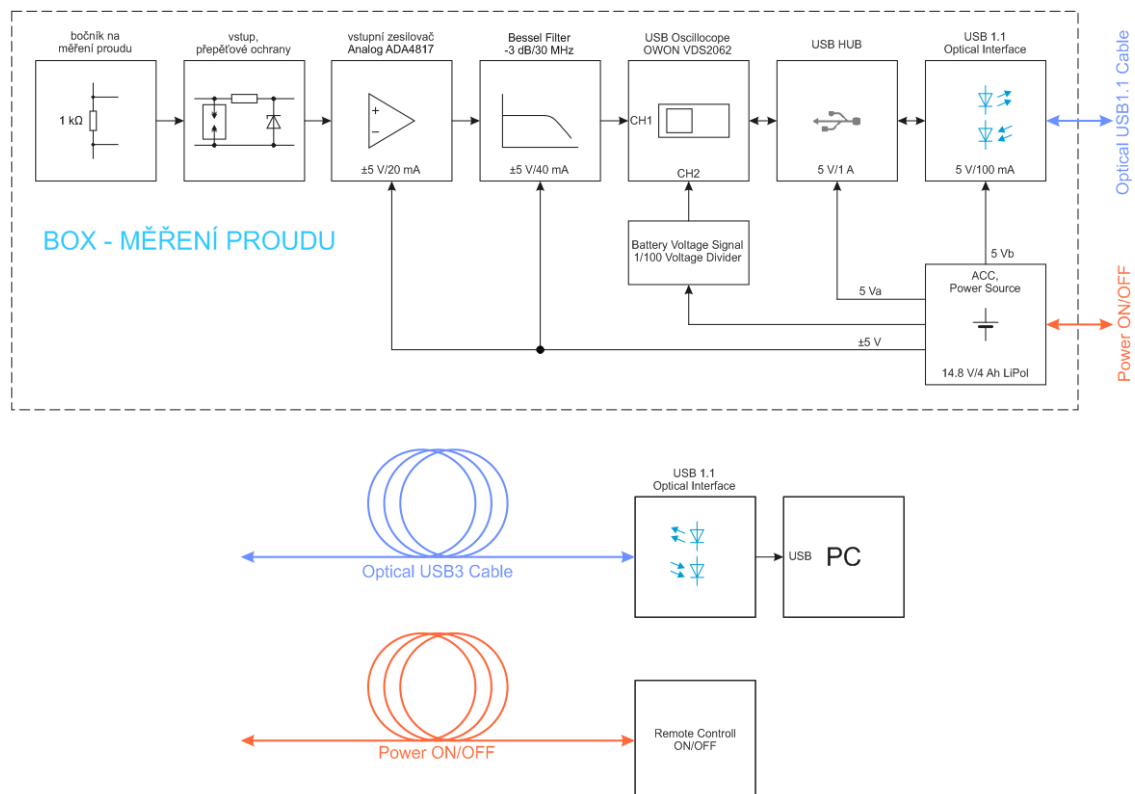 bočník na
měření proudu
vstup,
přepěťové ochrany
vstupní zesilovač
Analog ADA4817
Bessel Filter
-3 dB/30 MHz
USB Oscillocope
OWON VDS2062
USB HUB
USB 1.1
Optical Interface
1 kΩ
+
−
±5 V/20 mA
±5 V/40 mA
CH1
CH2
5 V/1 A
5 V/100 mA
Optical USB1.1 Cable
BOX - MĚŘENÍ PROUDU
Battery Voltage Signal
1/100 Voltage Divider
5 Vb
5 Va
±5 V
ACC,
Power Source
14.8 V/4 Ah LiPol
Power ON/OFF
Optical USB3 Cable
USB 1.1
Optical Interface
USB
PC
Power ON/OFF
Remote Controll
ON/OFF